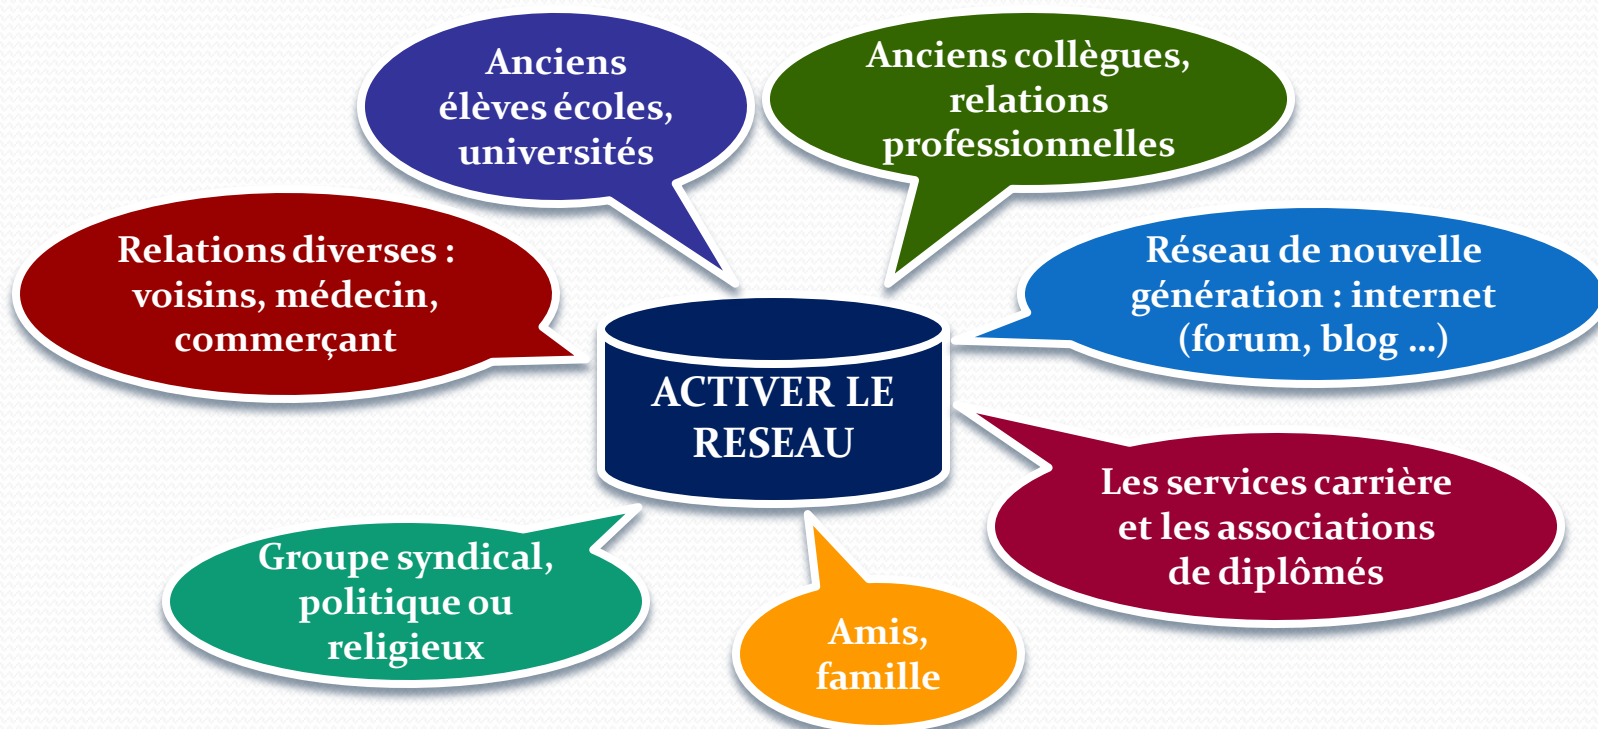 Anciens
élèves écoles,
universités
Anciens collègues,
relations
professionnelles
Relations diverses :
voisins, médecin,
commerçant
Réseau de nouvelle
génération : internet
(forum, blog ...)
ACTIVER LE
RESEAU
Les services carrière
et les associations
de diplômés
Groupe syndical,
politique ou
religieux
Amis,
famille